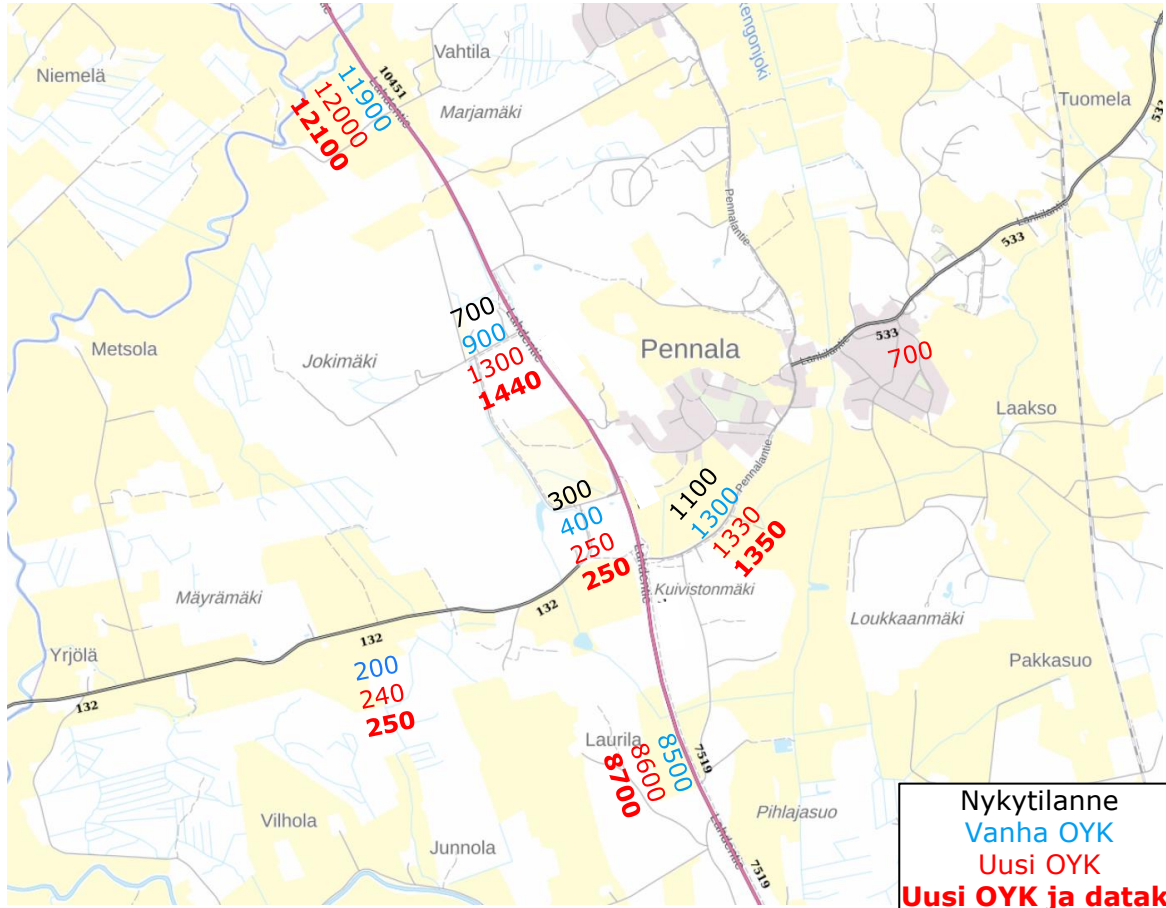 Vahtila
Niemelä
Marjamäki
Tuomela
10451
Lahdentie
11900
12000
12100
533
Lankilantie
533
Pennalantie
700
900
1300
1440
Lahdentie
Metsola
Jokimäki
Pennala
533
700
Laakso
Pennalantie
300
400
250
250
1100
1300
1330
1350
Lahdentie
Kuivistonmäki
Mäyrämäki
132
132
Loukkaanmäki
Yrjölä
132
200
240
250
Pakkasuo
Laurila
8500
8600
8700
7519
Lahdentie
Vilhola
Junnola
Pihlajasuo
7519
Nykytilanne
Vanha OYK
Uusi OYK
Uusi OYK ja datak